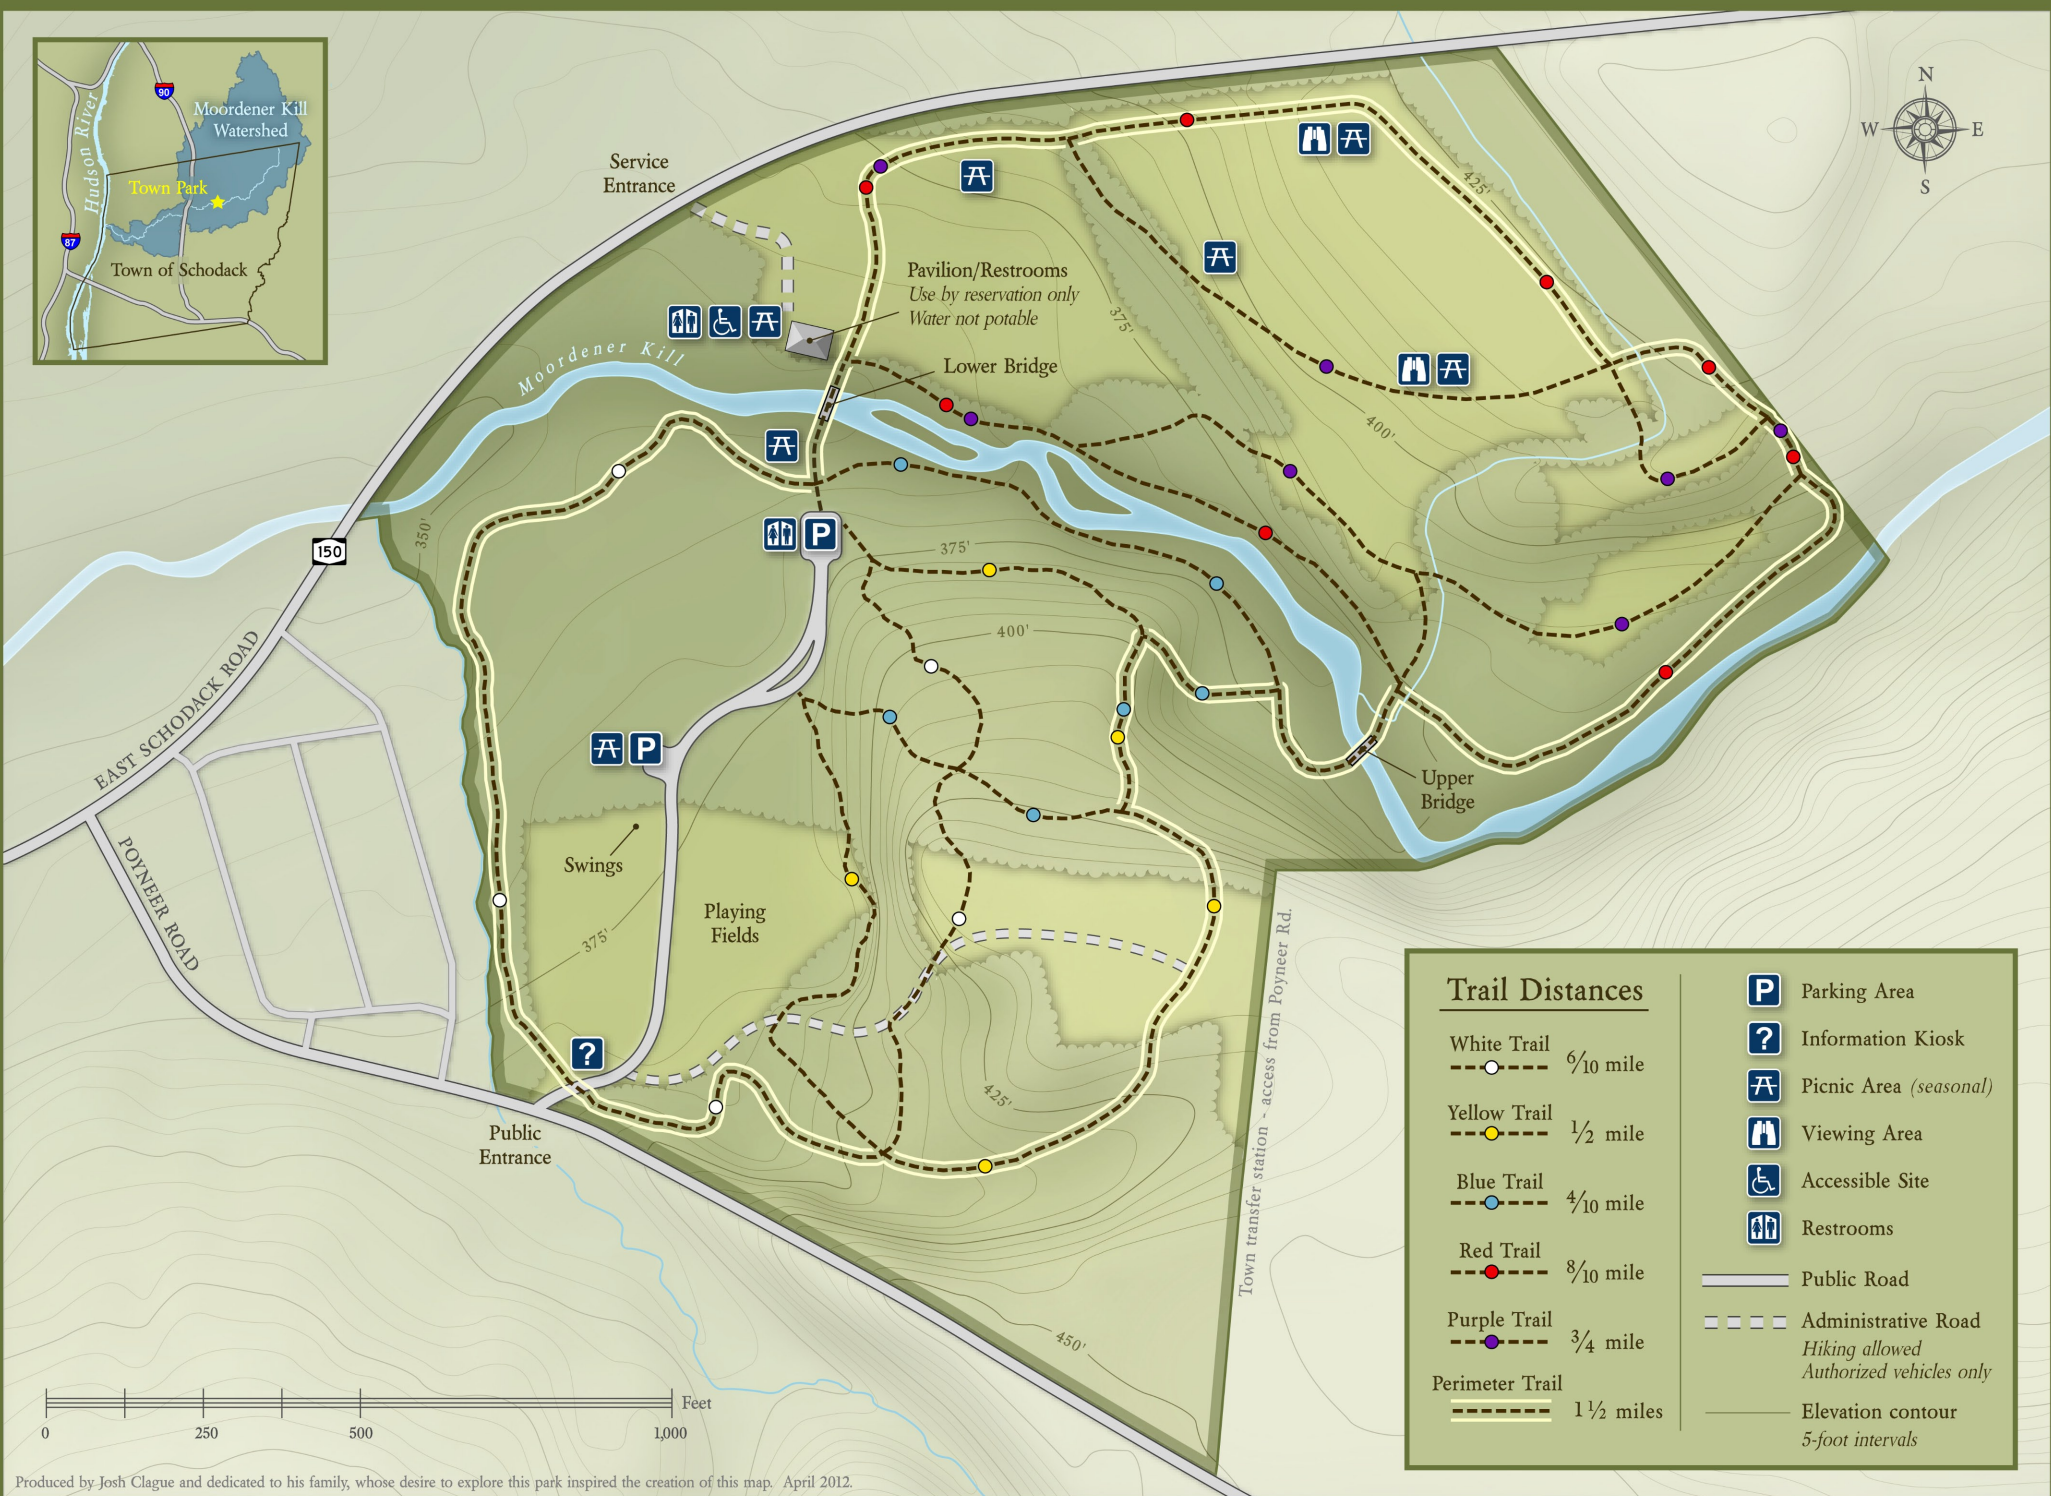 90
Moordener Kill
Watershed
Hudson River
Town Park
87
Town of Schodack
N
W E
S
Service
Entrance
425'
Pavilion/Restrooms
Use by reservation only
Water not potable
375'
Moordener Kill
Lower Bridge
400'
350'
P
150
375'
400'
EAST SCHODACK ROAD
P
Upper
Bridge
POYNER ROAD
Swings
Playing
Fields
375'
Town transfer station - access from Poyneer Rd.
?
425'
Public
Entrance
450'
Trail Distances
White Trail
6/10 mile
Yellow Trail
1/2 mile
Blue Trail
4/10 mile
Red Trail
8/10 mile
Purple Trail
3/4 mile
Perimeter Trail
1 1/2 miles
P Parking Area
? Information Kiosk
Picnic Area (seasonal)
Viewing Area
Accessible Site
Restrooms
Public Road
Administrative Road
Hiking allowed
Authorized vehicles only
Elevation contour
5-foot intervals
Feet
0 250 500 1,000
Produced by Josh Clague and dedicated to his family, whose desire to explore this park inspired the creation of this map. April 2012.